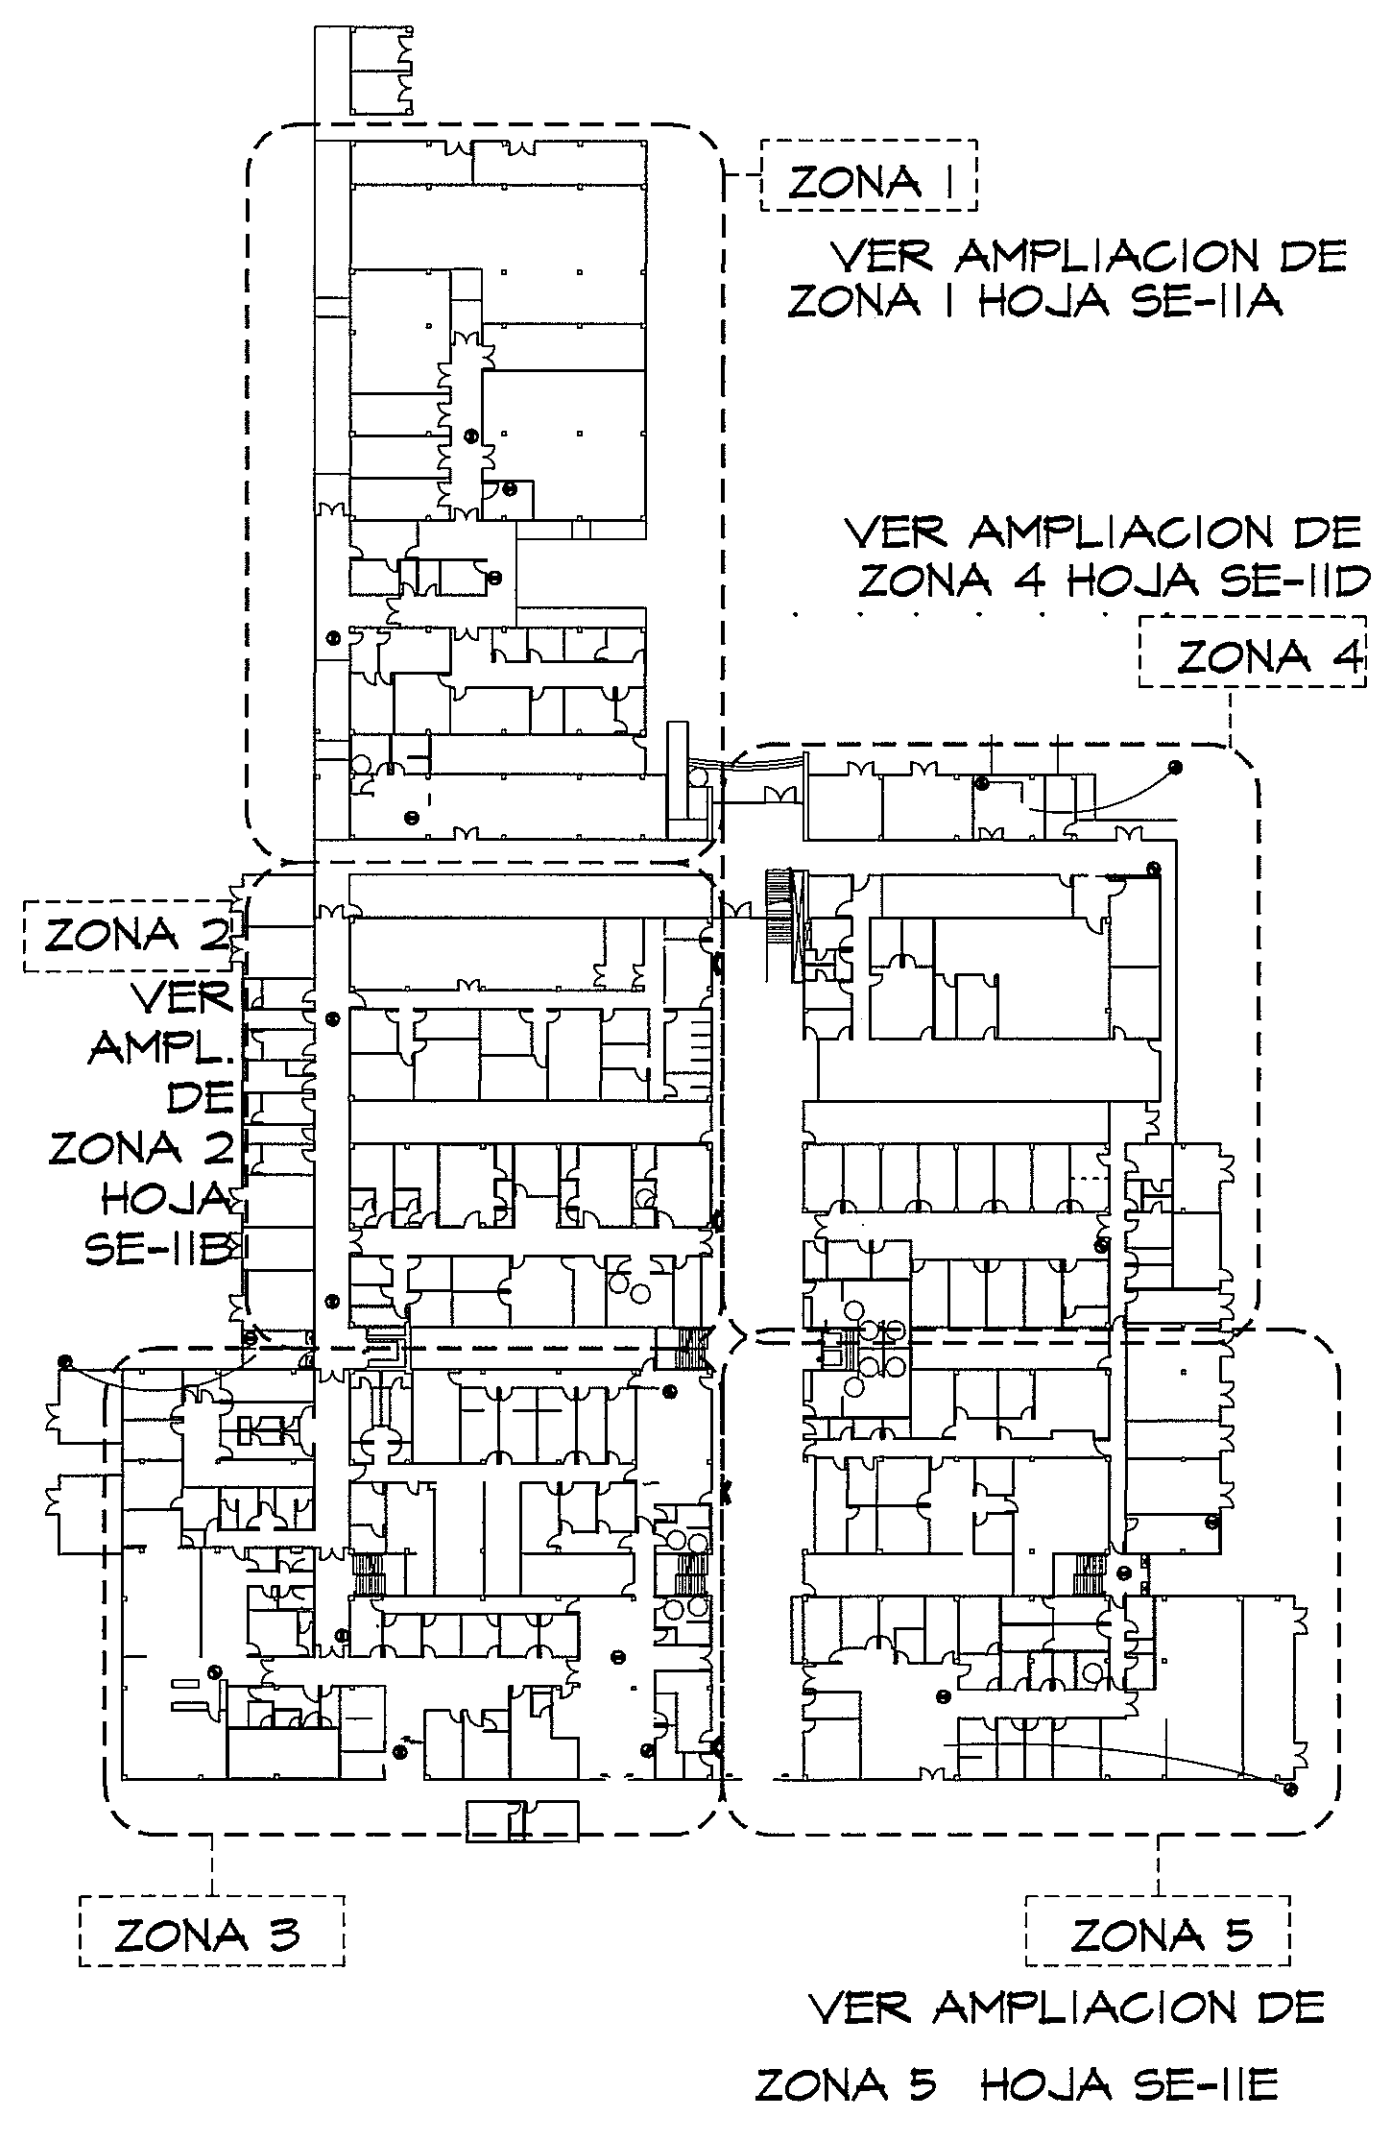 ZONA 1
VER AMPLIACION DE
ZONA 1 HOJA SE-11A
VER AMPLIACION DE
ZONA 4 HOJA SE-11D
ZONA 4
ZONA 2
VER
AMPL.
DE
ZONA 2
HOJA
SE-11B
ZONA 3
ZONA 5
VER AMPLIACION DE
ZONA 5 HOJA SE-11E